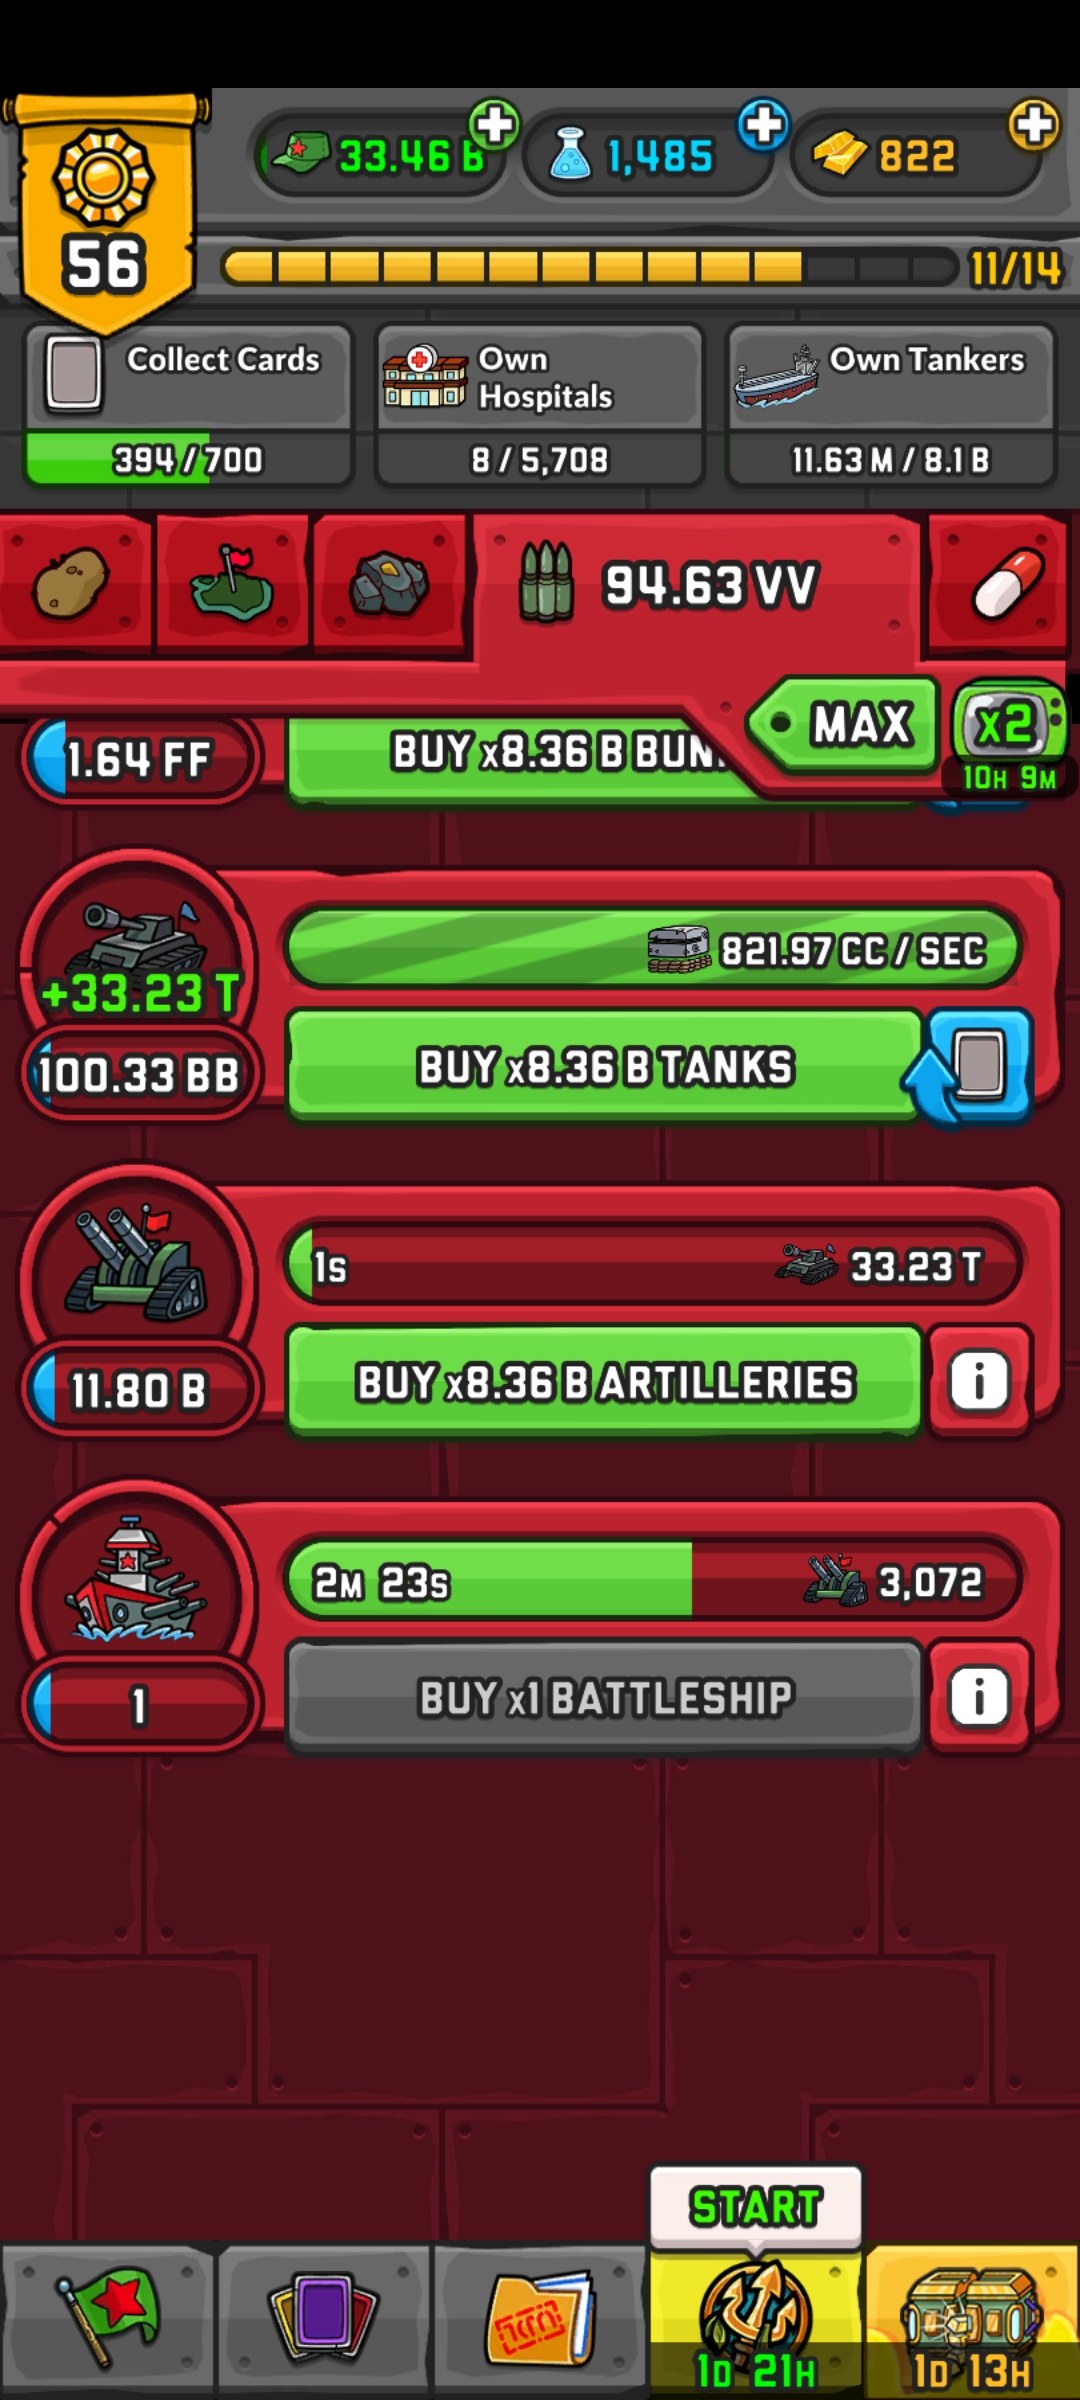 33.46 B
1,485
822
56
11/14
Collect Cards
394/700
Own
Hospitals
8/5,708
Own Tankers
11.63 M/8.1 B
94.63 VV
MAX
x2
10H 9M
1.64 FF
BUY x8.36 B BUN.
821.97 CC / SEC
+33.23 T
100.33 BB
BUY x8.36 B TANKS
1S
33.23 T
11.80 B
BUY x8.36 B ARTILLERIES
i
2M 23S
3,072
1
BUY x1 BATTLESHIP
i
START
1D 21H
1D 13H